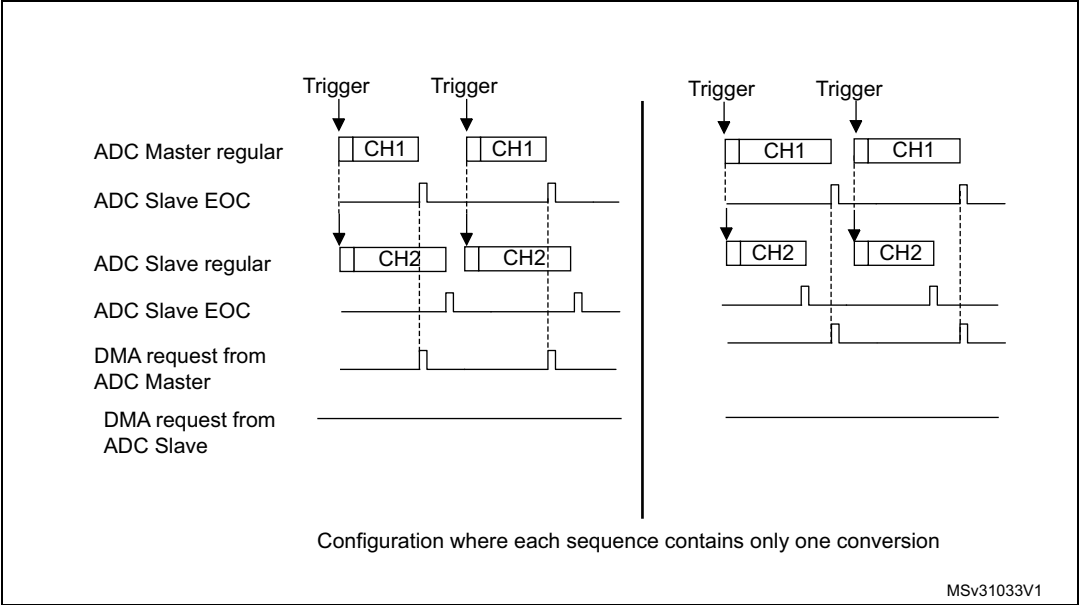 Trigger Trigger Trigger Trigger
ADC Master regular CH1 CH1 CH1 CH1
ADC Slave EOC
ADC Slave regular CH2 CH2 CH2 CH2
ADC Slave EOC
DMA request from
ADC Master
DMA request from
ADC Slave
Configuration where each sequence contains only one conversion
MSv31033V1